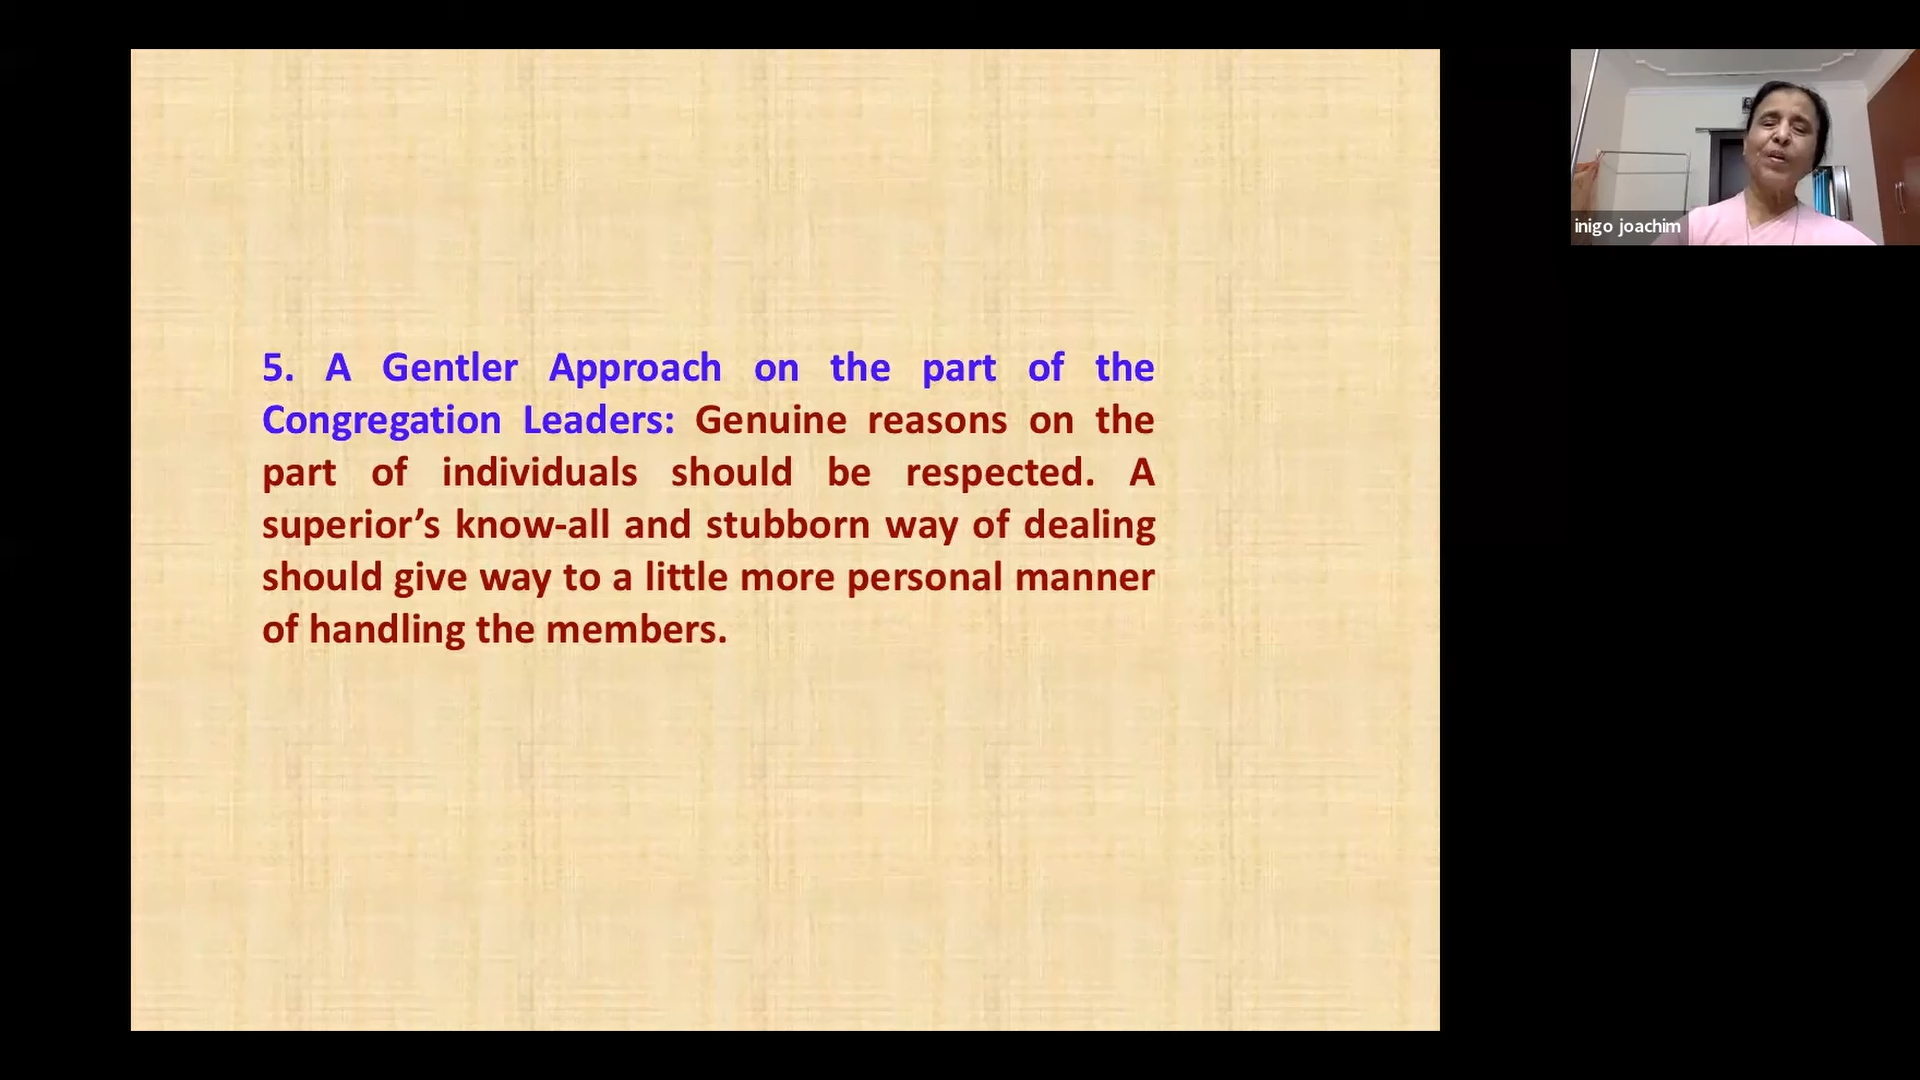 5. A Gentler Approach on the part of the
Congregation Leaders: Genuine reasons on the
part of individuals should be respected. A
superior’s know-all and stubborn way of dealing
should give way to a little more personal manner
of handling the members.
inigo joachim